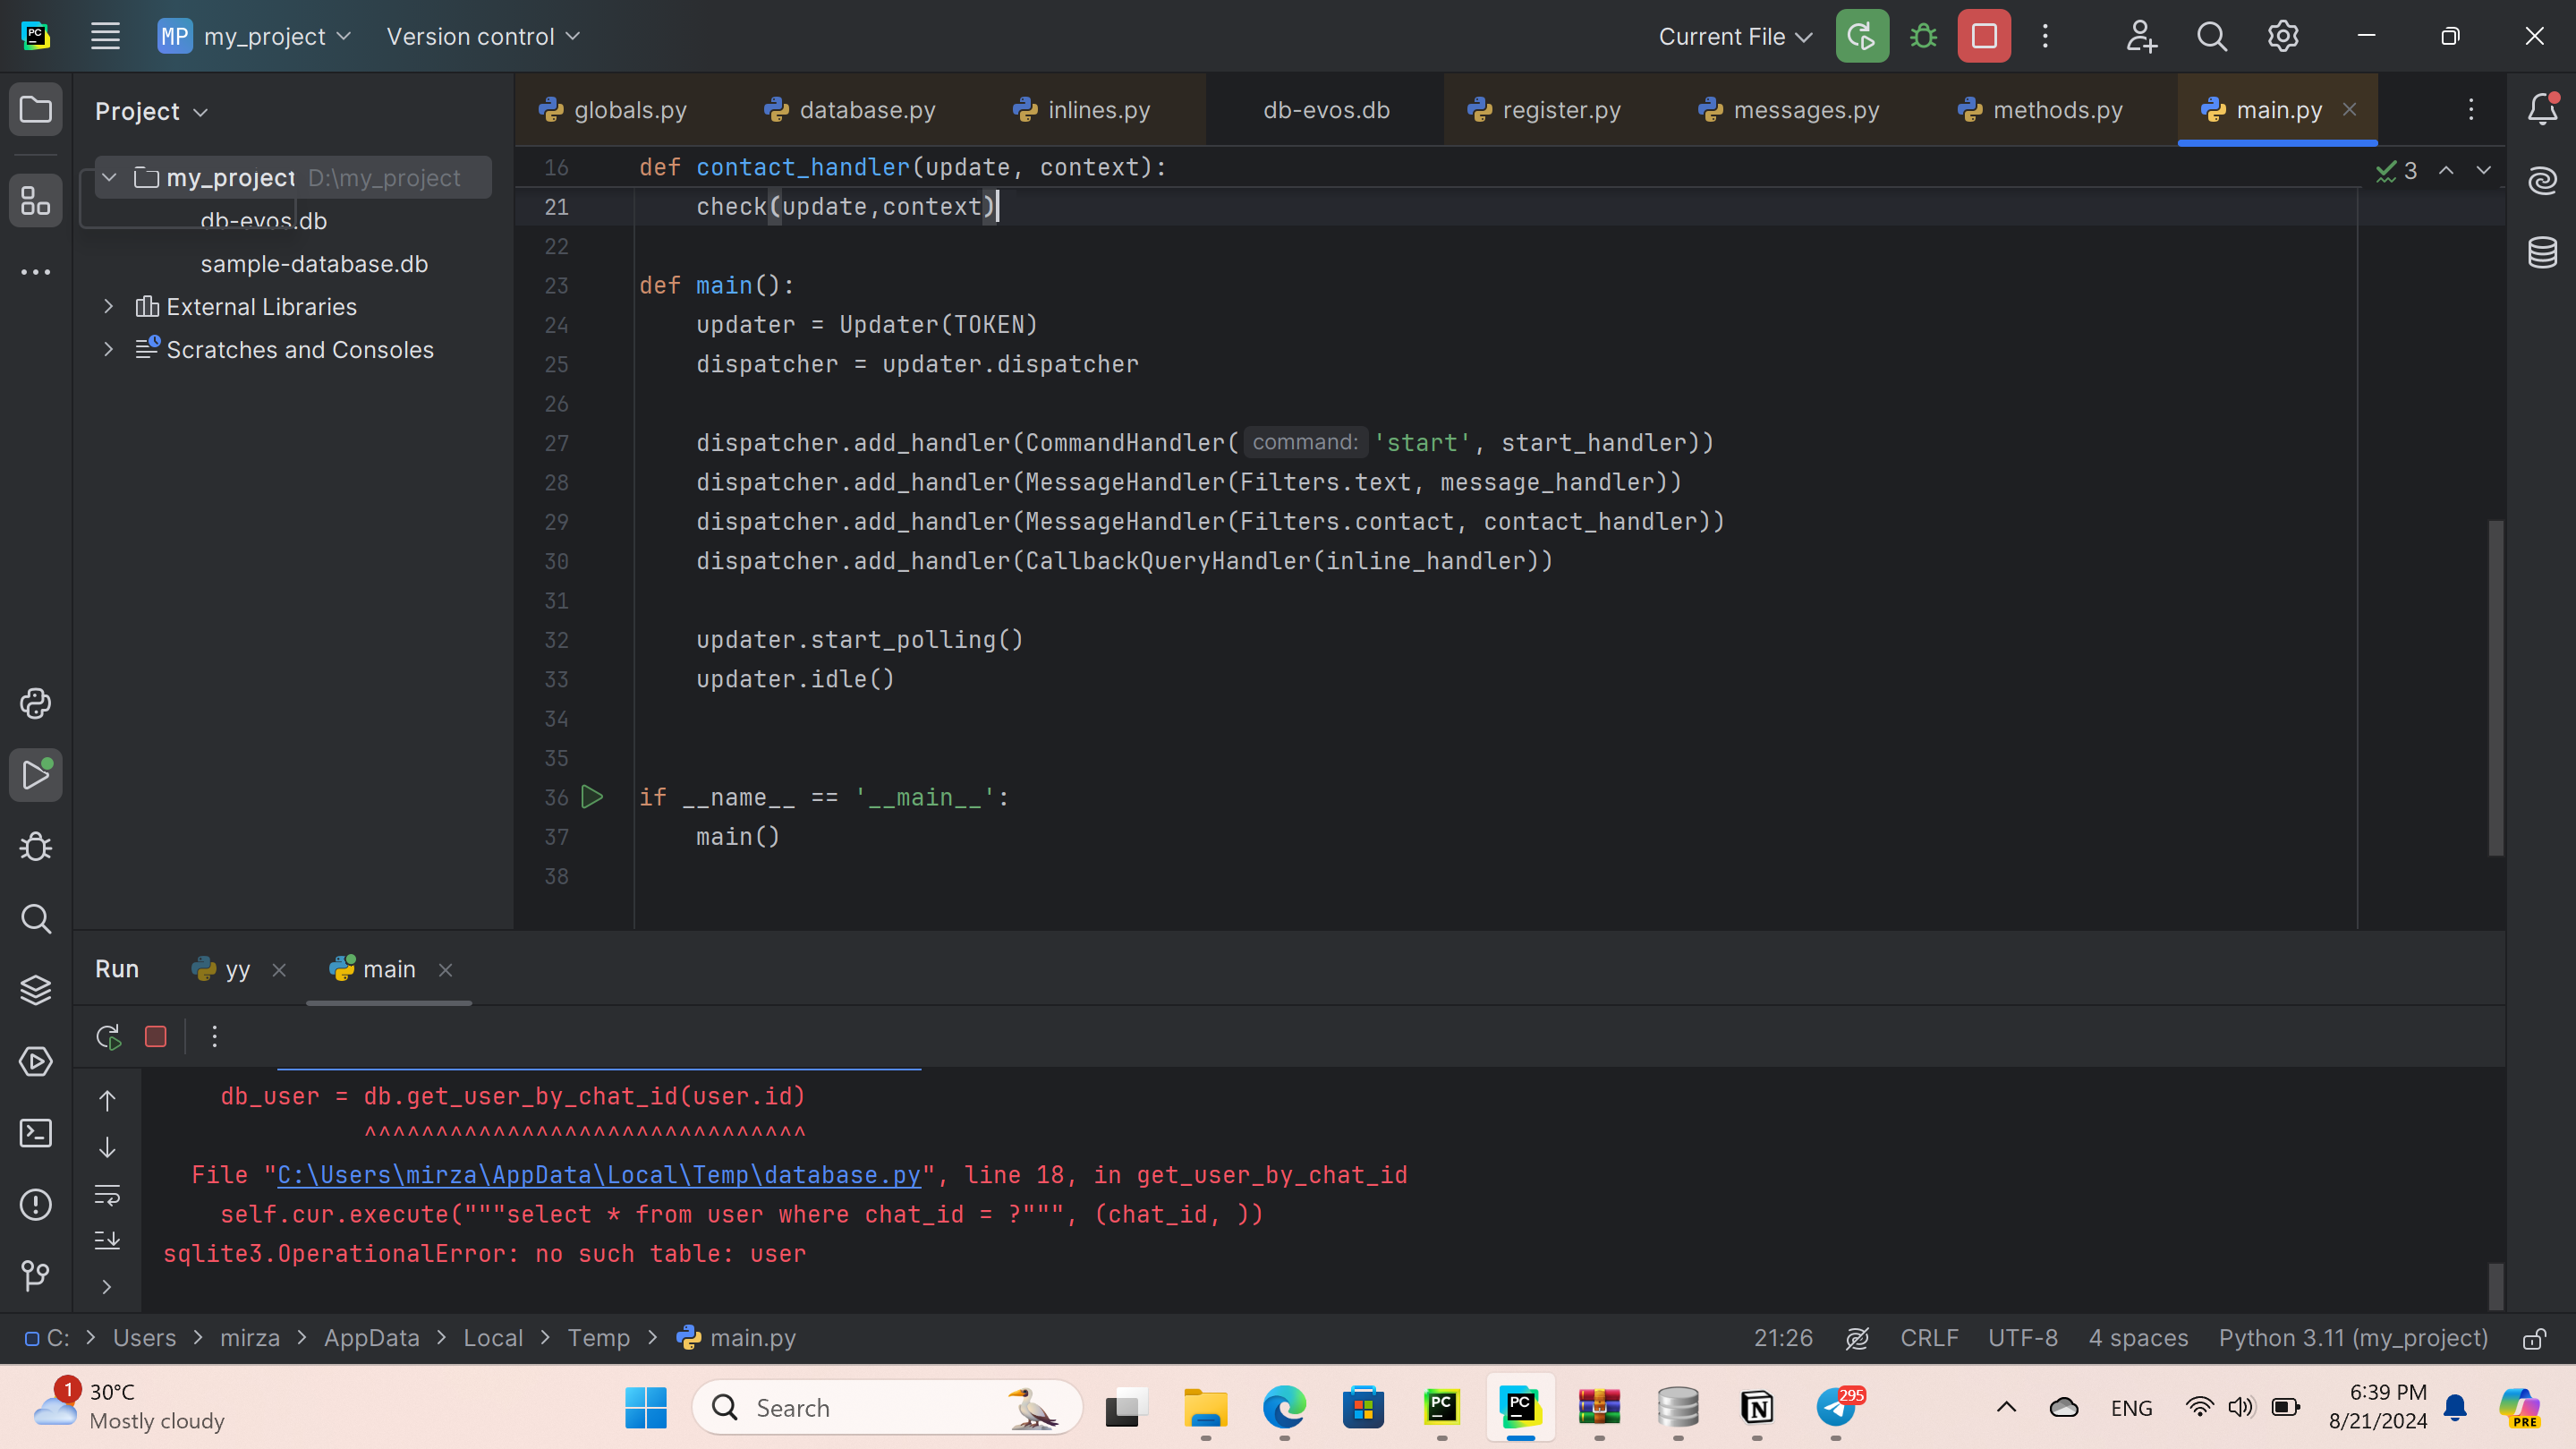 PC
MP my_project Version control
Current File
Project
globals.py database.py inlines.py db-evos.db register.py messages.py methods.py main.py
my_project D:\my_project
db-evos.db
sample-database.db
External Libraries
Scratches and Consoles
16 def contact_handler(update, context):
3
21 check(update,context)
22
23 def main():
24 updater = Updater(TOKEN)
25 dispatcher = updater.dispatcher
26
27 dispatcher.add_handler(CommandHandler( command: 'start', start_handler))
28 dispatcher.add_handler(MessageHandler(Filters.text, message_handler))
29 dispatcher.add_handler(MessageHandler(Filters.contact, contact_handler))
30 dispatcher.add_handler(CallbackQueryHandler(inline_handler))
31
32 updater.start_polling()
33 updater.idle()
34
35
36 if __name__ == '__main__':
37 main()
38
Run yy main
db_user = db.get_user_by_chat_id(user.id)
^^^^^^^^^^^^^^^^^^^^^^^^^^^^^^^
File "C:\Users\mirza\AppData\Local\Temp\database.py", line 18, in get_user_by_chat_id
self.cur.execute("""select * from user where chat_id = ?""", (chat_id, ))
sqlite3.OperationalError: no such table: user
C: > Users > mirza > AppData > Local > Temp > main.py
21:26 CRLF UTF-8 4 spaces Python 3.11 (my_project)
1
30°C
Mostly cloudy
Search
PC
PC
295
ENG
6:39 PM
8/21/2024
PRE